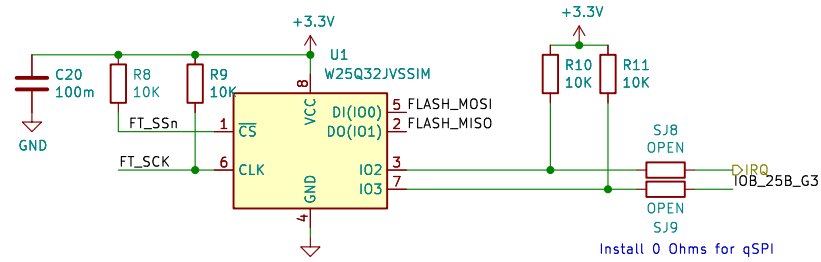 +3.3V
+3.3V
U1
W25Q32JVSSIM
C20
100m
R8
10K
R9
10K
R10
10K
R11
10K
8
VCC
5
DI(IO0)
FLASH_MOSI
2
DO(IO1)
FLASH_MISO
FT_SSn
1
CS
GND
FT_SCK
6
CLK
IO2
3
IO3
7
GND
4
SJ8
OPEN
IRQ
IOB_25B_G3
OPEN
SJ9
Install 0 Ohms for qSPI